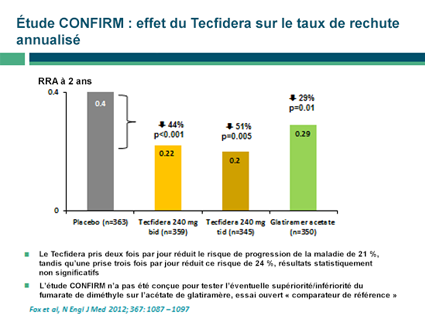 Étude CONFIRM : effet du Tecfidera sur le taux de rechute
annualisé
RRA à 2 ans
0.4
0.4
29%
p=0.01
44%
p<0.001
51%
p=0.005
0.29
0.22
0.2
0
Placebo (n=363) Tecfidera 240 mg Tecfidera 240 mg Glatiramer acetate
bid (n=359) tid (n=345) (n=350)
Le Tecfidera pris deux fois par jour réduit le risque de progression de la maladie de 21 %,
tandis qu'une prise trois fois par jour réduit ce risque de 24 %, résultats statistiquement
non significatifs
L'étude CONFIRM n'a pas été conçue pour tester l'éventuelle supériorité/infériorité du
fumarate de diméthyle sur l'acétate de glatiramère, essai ouvert « comparateur de référence »
Fox et al, N Engl J Med 2012; 367: 1087 – 1097